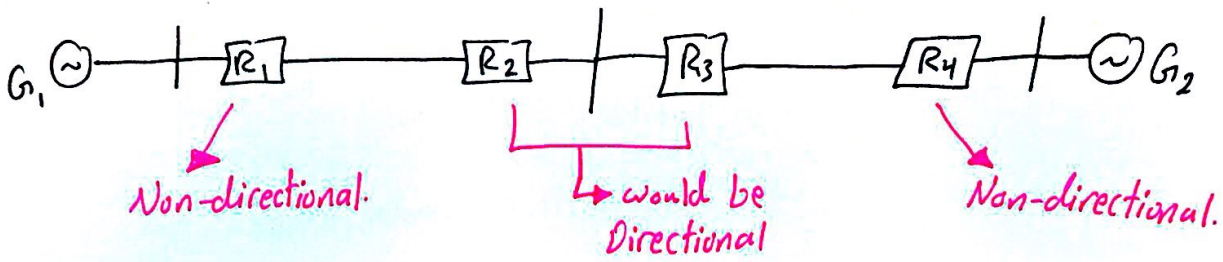 G₁ ~ R₁ R₂ R₃ R₄ ~ G₂
Non-directional.
would be
Directional
Non-directional.